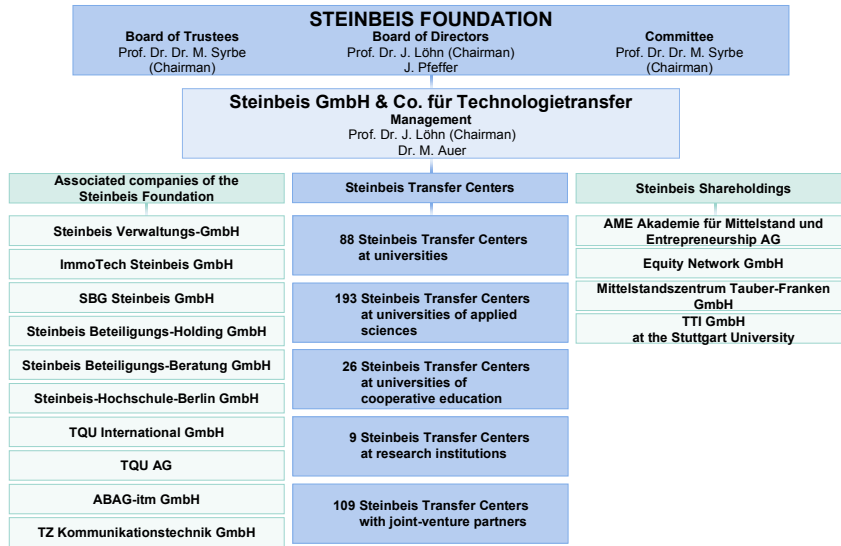 STEINBEIS FOUNDATION
Board of Trustees
Prof. Dr. Dr. M. Syrbe
(Chairman)
Board of Directors
Prof. Dr. J. Löhn (Chairman)
J. Pfeffer
Committee
Prof. Dr. Dr. M. Syrbe
(Chairman)
Steinbeis GmbH & Co. für Technologietransfer
Management
Prof. Dr. J. Löhn (Chairman)
Dr. M. Auer
Associated companies of the
Steinbeis Foundation
Steinbeis Verwaltungs-GmbH
ImmoTech Steinbeis GmbH
SBG Steinbeis GmbH
Steinbeis Beteiligungs-Holding GmbH
Steinbeis Beteiligungs-Beratung GmbH
Steinbeis-Hochschule-Berlin GmbH
TQU International GmbH
TQU AG
ABAG-itm GmbH
TZ Kommunikationstechnik GmbH
Steinbeis Transfer Centers
88 Steinbeis Transfer Centers
at universities
193 Steinbeis Transfer Centers
at universities of applied
sciences
26 Steinbeis Transfer Centers
at universities of
cooperative education
9 Steinbeis Transfer Centers
at research institutions
109 Steinbeis Transfer Centers
with joint-venture partners
Steinbeis Shareholdings
AME Akademie für Mittelstand und
Entrepreneurship AG
Equity Network GmbH
Mittelstandszentrum Tauber-Franken
GmbH
TTI GmbH
at the Stuttgart University